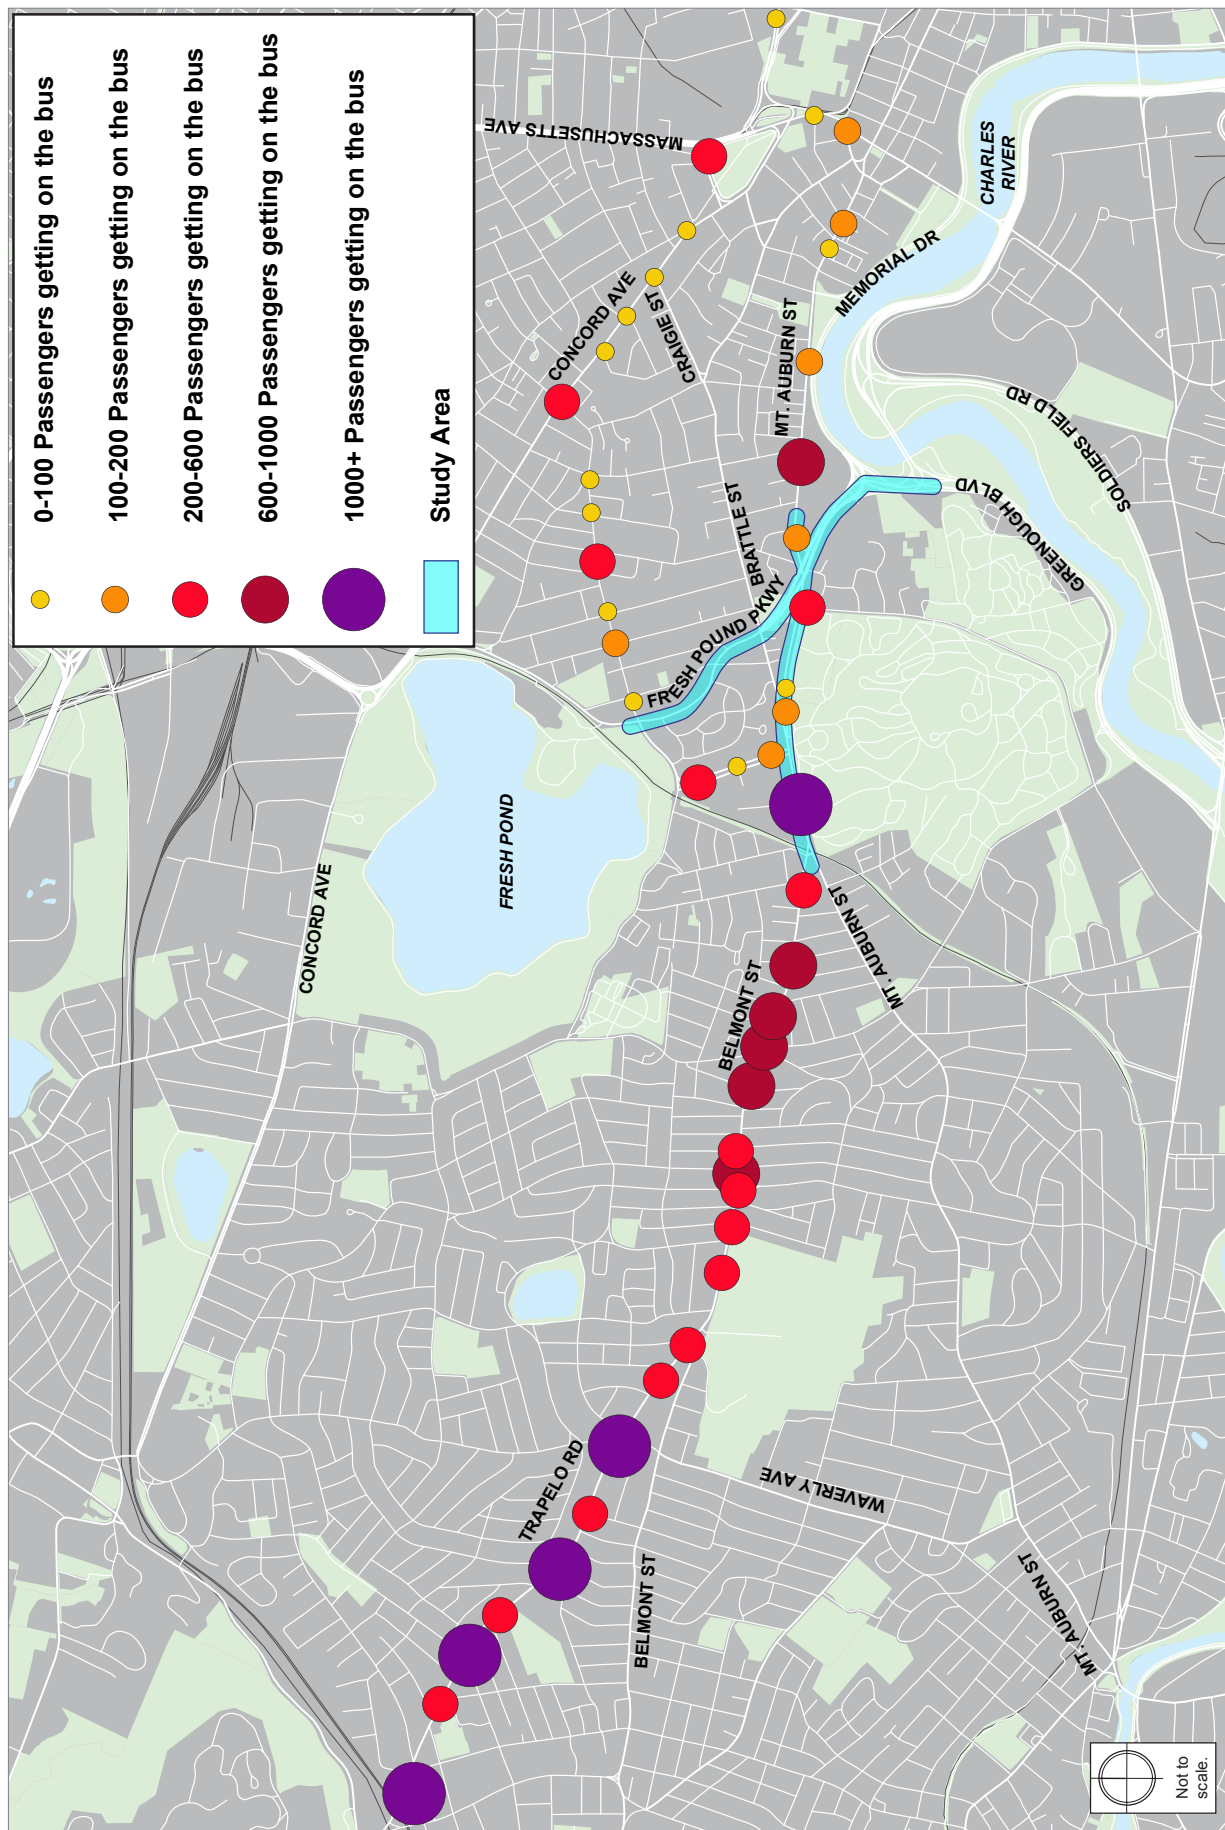 0-100 Passengers getting on the bus
100-200 Passengers getting on the bus
200-600 Passengers getting on the bus
600-1000 Passengers getting on the bus
1000+ Passengers geting on the bus
Study Area
MASSACHUSETTS AVE
CHARLES
RIVER
MEMORIAL DR
CONCORD AVE
CRAIGIE ST
MT. AUBURN ST
SOLDIERS FIELD RD
GREENOUGH BLVD
BRATTLE ST
FRESH POUND PKWY
FRESH POND
CONCORD AVE
MT. AUBURN ST
BELMONT ST
TRAPELO RD
WAVERLY AVE
BELMONT ST
MT. AUBURN ST
Not to
scale.